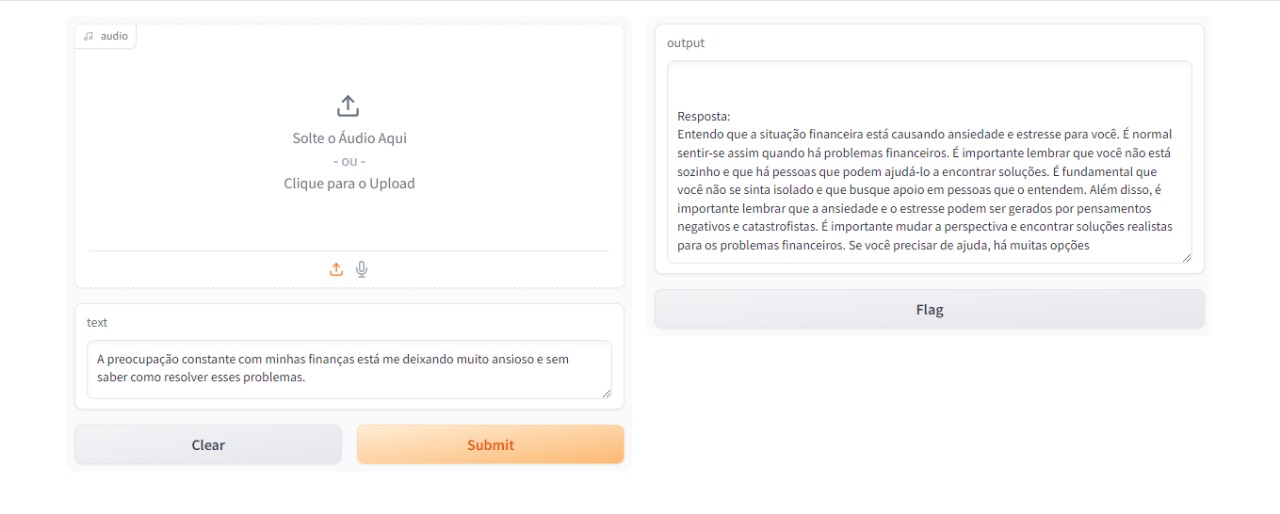 audio
Solte o Áudio Aqui
- ou -
Clique para o Upload
text
A preocupação constante com minhas finanças está me deixando muito ansioso e sem
saber como resolver esses problemas.
Clear
Submit
output
Resposta:
Entendo que a situação financeira está causando ansiedade e estresse para você. É normal
sentir-se assim quando há problemas financeiros. É importante lembrar que você não está
sozinho e que há pessoas que podem ajudá-lo a encontrar soluções. É fundamental que
você não se sinta isolado e que busque apoio em pessoas que o entendem. Além disso, é
importante lembrar que a ansiedade e o estresse podem ser gerados por pensamentos
negativos e catastrofistas. É importante mudar a perspectiva e encontrar soluções realistas
para os problemas financeiros. Se você precisar de ajuda, há muitas opções
Flag